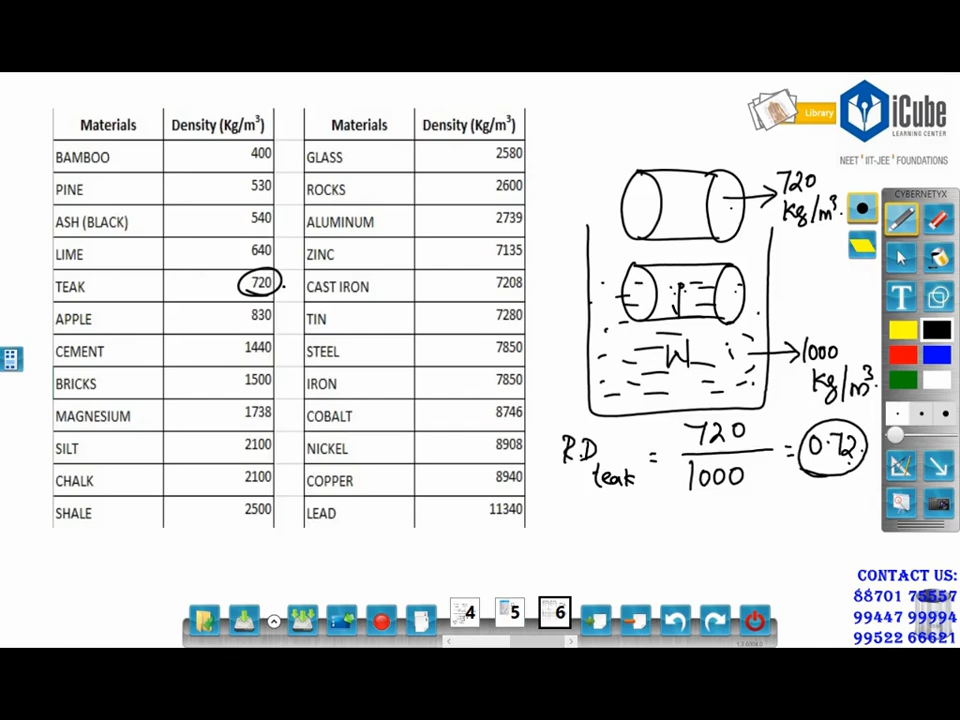 Library
iCube
LEARNING CENTER
NEET ' IIT-JEE ' FOUNDATIONS
CYBERNETYX
Materials Density (Kg/m³) Materials Density (Kg/m³)
BAMBOO 400 GLASS 2580
PINE 530 ROCKS 2600
ASH (BLACK) 540 ALUMINUM 2739
LIME 640 ZINC 7135
TEAK 720 CAST IRON 7208
APPLE 830 TIN 7280
CEMENT 1440 STEEL 7850
BRICKS 1500 IRON 7850
MAGNESIUM 1738 COBALT 8746
SILT 2100 NICKEL 8908
CHALK 2100 COPPER 8940
SHALE 2500 LEAD 11340
720
kg/m³.
1000
kg/m³.
R.D teak = 720 / 1000 = 0.72
T
CONTACT US:
88701 75557
99447 99994
99522 66621
4 5 6